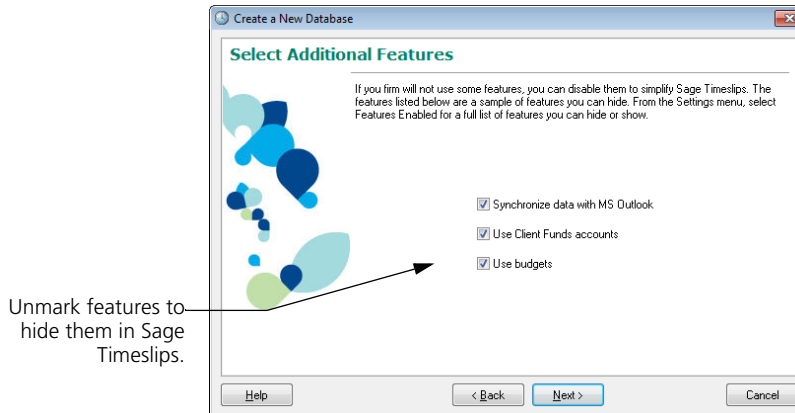 Create a New Database
Select Additional Features
If you firm will not use some features, you can disable them to simplify Sage Timeslips. The
features listed below are a sample of features you can hide. From the Settings menu, select
Features Enabled for a full list of features you can hide or show.
Synchronize data with MS Outlook
Use Client Funds accounts
Use budgets
Unmark features to
hide them in Sage
Timeslips.
Help
< Back
Next >
Cancel